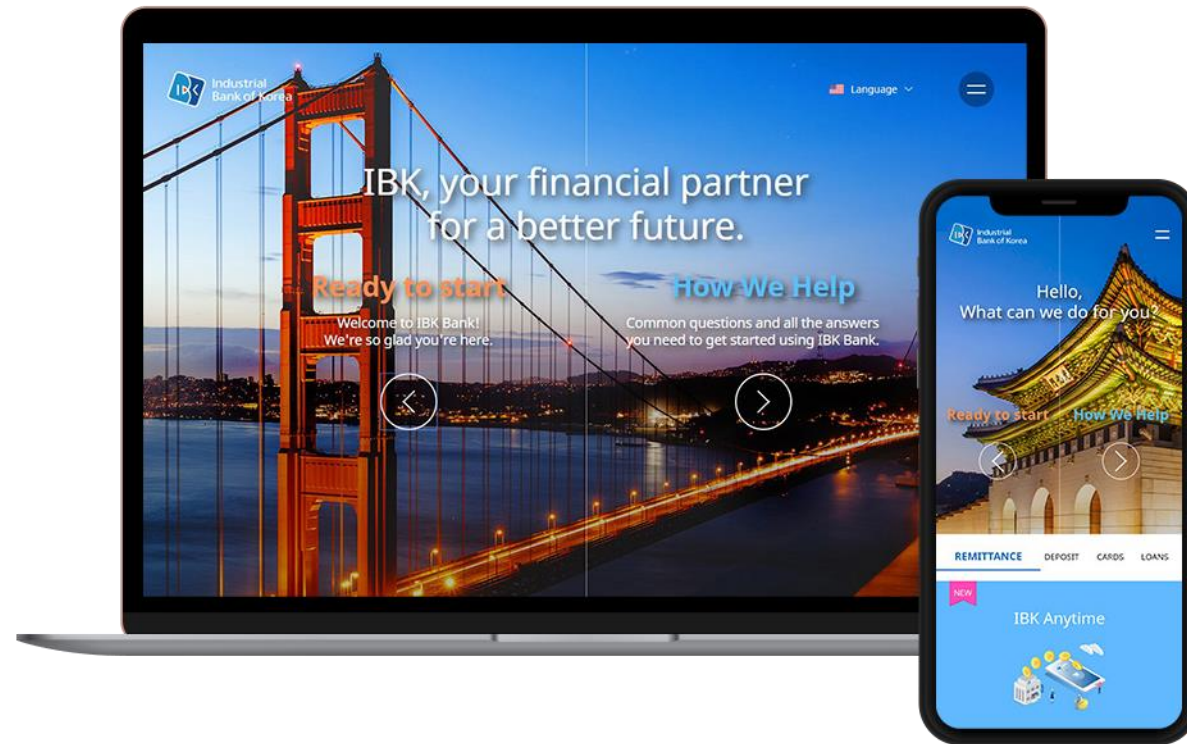 IBK
Industrial
Bank of Korea
Language
IBK, your financial partner
for a better future.
Ready to start
Welcome to IBK Bank!
We're so glad you're here.
How We Help
Common questions and all the answers
you need to get started using IBK Bank.
IBK
Industrial
Bank of Korea
Hello,
What can we do for you?
Ready to start
How We Help
REMITTANCE
DEPOSIT
CARDS
LOANS
NEW
IBK Anytime